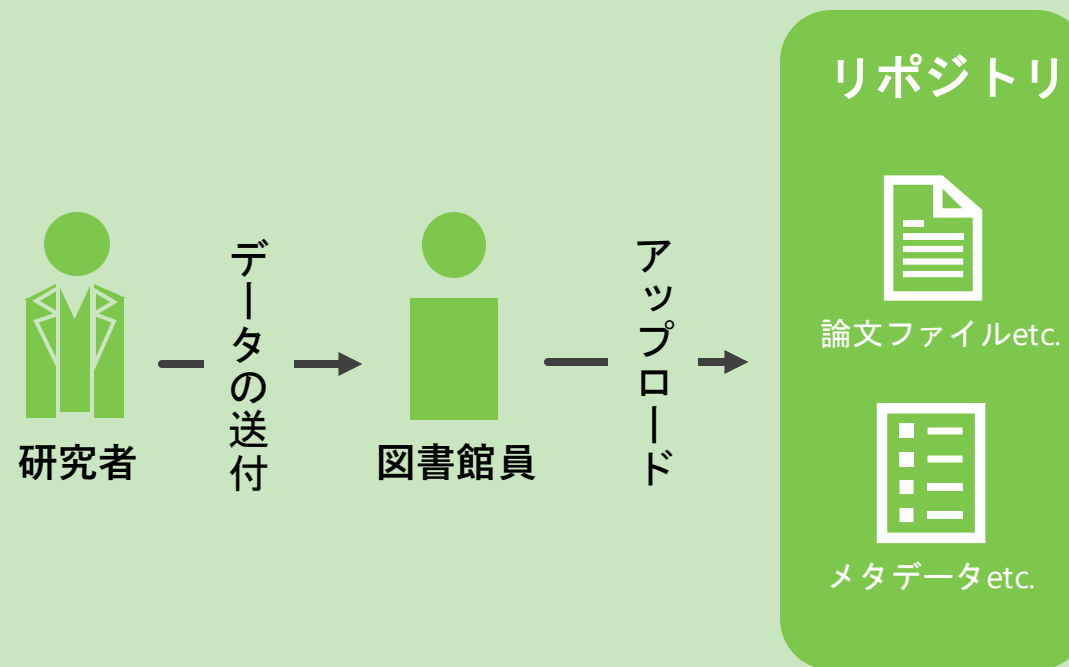 リポジトリ
論文ファイルetc.
メタデータetc.
研究者
データの送付
図書館員
アップロード